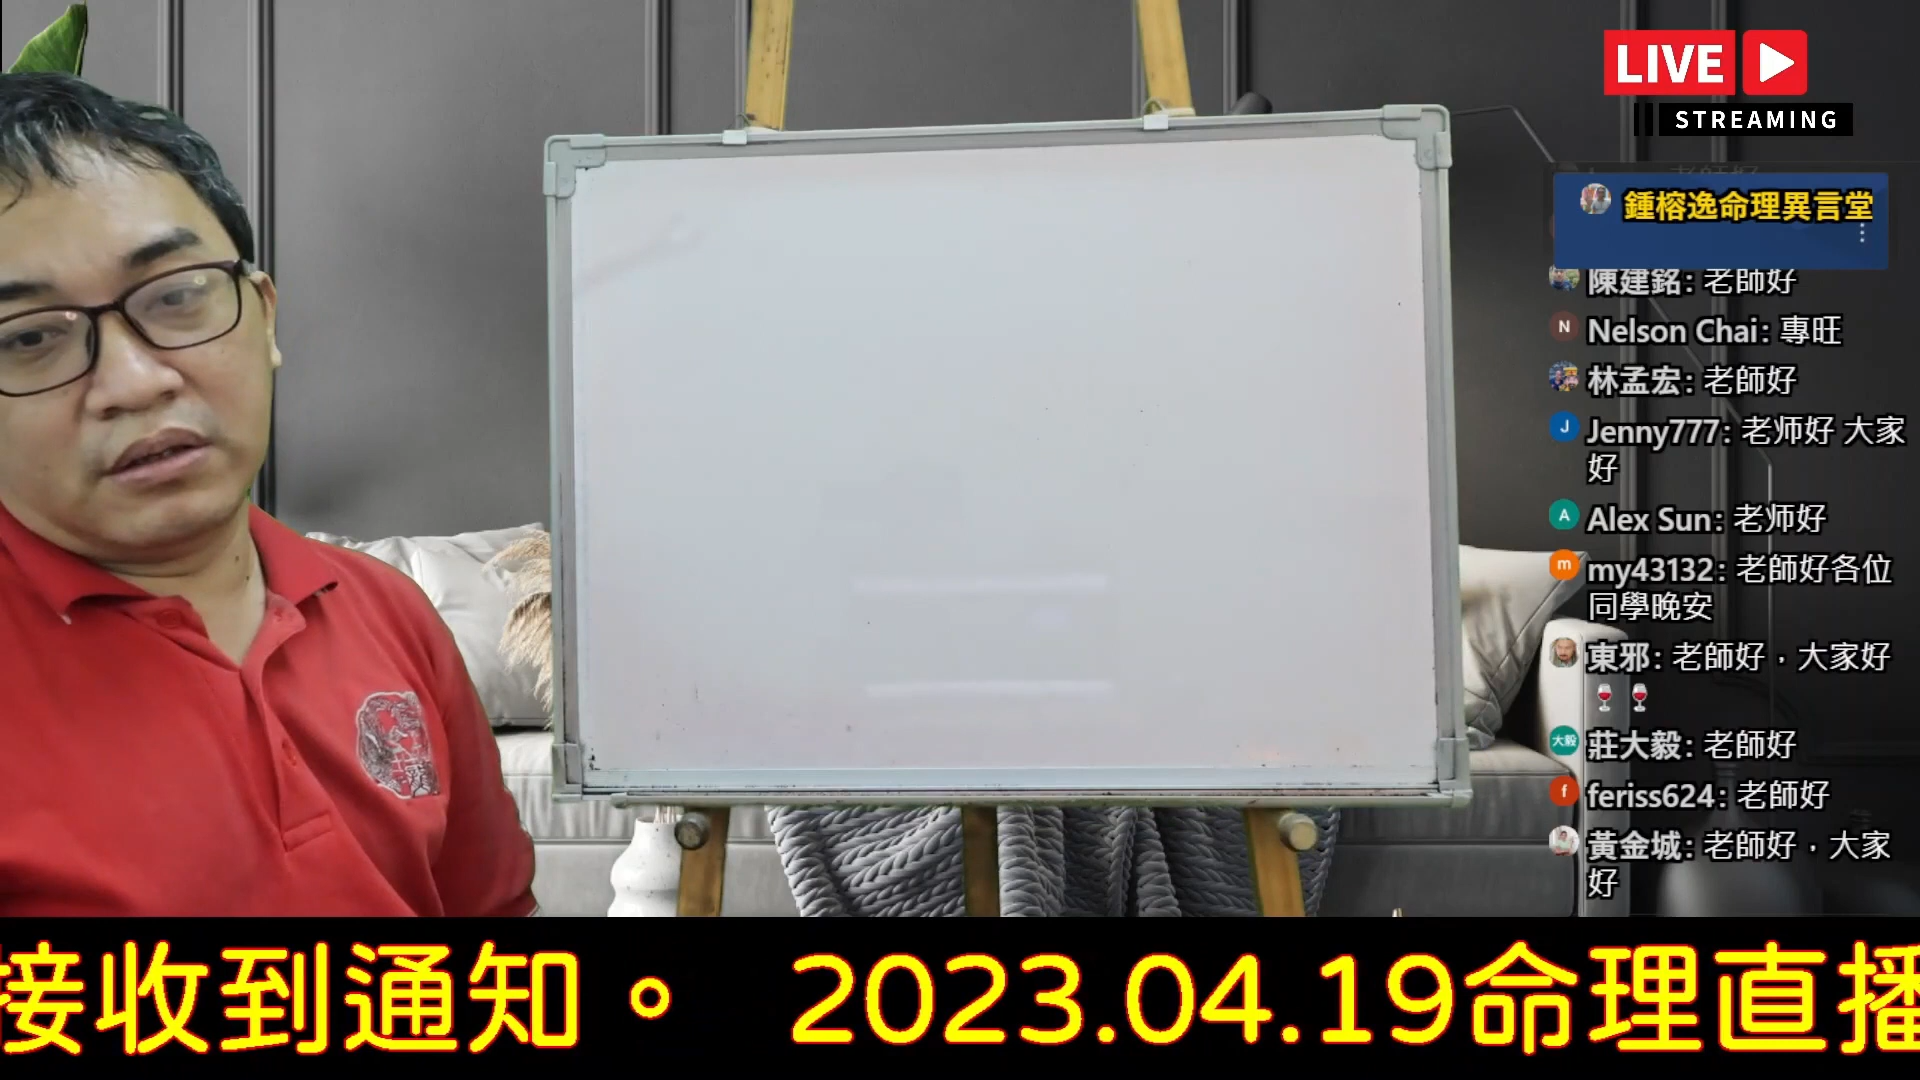 LIVE
STREAMING
鍾榕逸命理異言堂
陳建銘: 老師好
Nelson Chai: 專旺
林孟宏: 老師好
Jenny777: 老师好 大家
好
Alex Sun: 老师好
my43132: 老師好各位
同學晚安
東邪: 老師好，大家好
🍷🍷
莊大毅: 老師好
feriss624: 老師好
黃金城: 老師好，大家
好
接收到通知。 2023.04.19命理直播